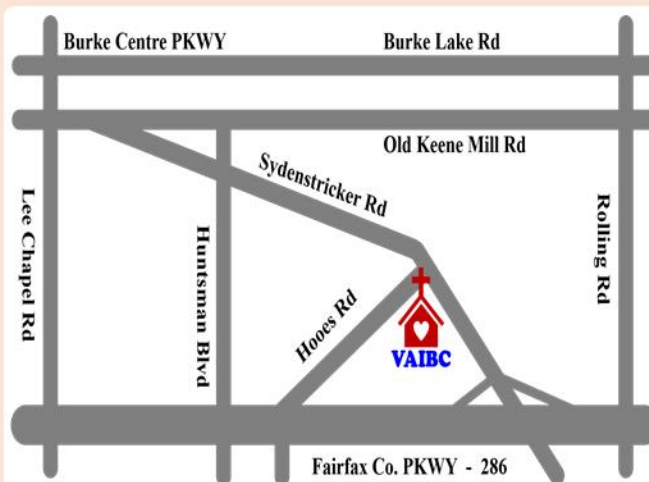 Burke Centre PKWY
Burke Lake Rd
Old Keene Mill Rd
Sydenstricker Rd
Lee Chapel Rd
Huntsman Blvd
Hooes Rd
Rolling Rd
VAIBC
Fairfax Co. PKWY - 286